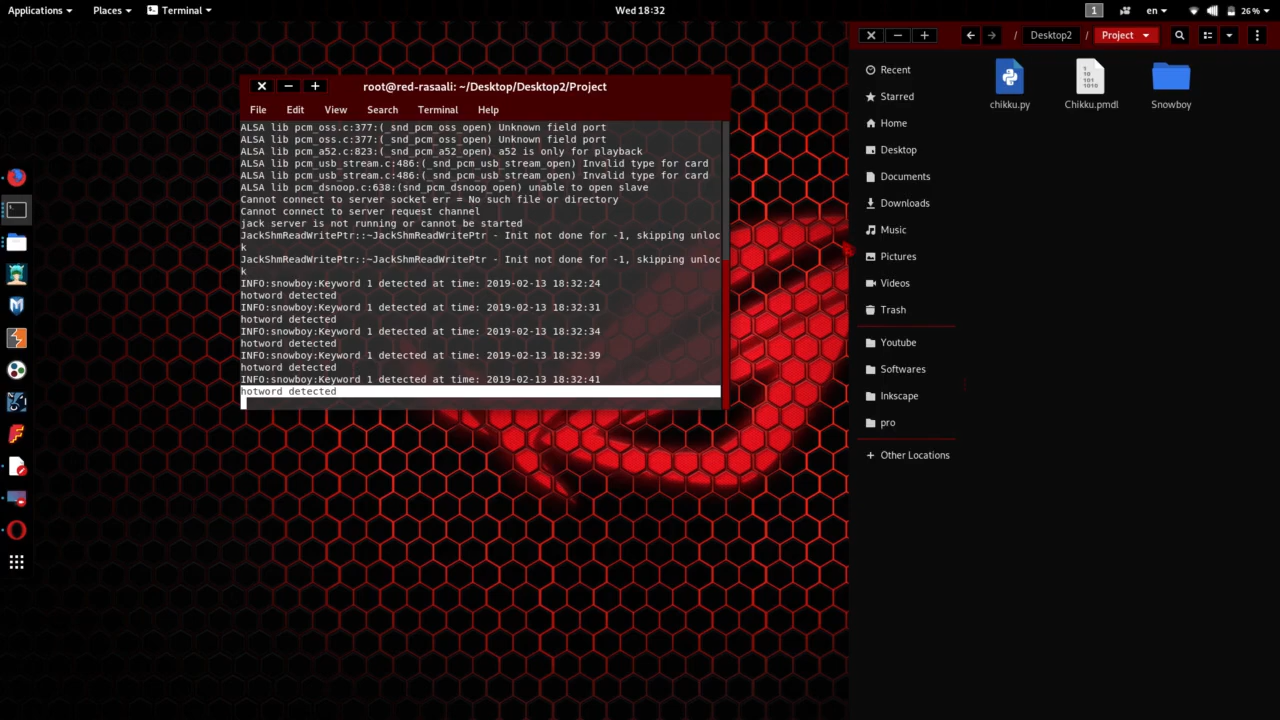 Applications
Places
Terminal
Wed 18:32
1
en
26 %
root@red-rasaali: ~/Desktop/Desktop2/Project
File Edit View Search Terminal Help
ALSA lib pcm_oss.c:377:(_snd_pcm_oss_open) Unknown field port
ALSA lib pcm_oss.c:377:(_snd_pcm_oss_open) Unknown field port
ALSA lib pcm_a52.c:823:(_snd_pcm_a52_open) a52 is only for playback
ALSA lib pcm_usb_stream.c:486:(_snd_pcm_usb_stream_open) Invalid type for card
ALSA lib pcm_usb_stream.c:486:(_snd_pcm_usb_stream_open) Invalid type for card
ALSA lib pcm_dsnoop.c:638:(snd_pcm_dsnoop_open) unable to open slave
Cannot connect to server socket err = No such file or directory
Cannot connect to server request channel
jack server is not running or cannot be started
JackShmReadWritePtr::~JackShmReadWritePtr - Init not done for -1, skipping unloc
k
JackShmReadWritePtr::~JackShmReadWritePtr - Init not done for -1, skipping unloc
k
INFO:snowboy:Keyword 1 detected at time: 2019-02-13 18:32:24
hotword detected
INFO:snowboy:Keyword 1 detected at time: 2019-02-13 18:32:31
hotword detected
INFO:snowboy:Keyword 1 detected at time: 2019-02-13 18:32:34
hotword detected
INFO:snowboy:Keyword 1 detected at time: 2019-02-13 18:32:39
hotword detected
INFO:snowboy:Keyword 1 detected at time: 2019-02-13 18:32:41
hotword detected
/ Desktop2 / Project
Recent
Starred
Home
Desktop
Documents
Downloads
Music
Pictures
Videos
Trash
Youtube
Softwares
Inkscape
pro
+ Other Locations
1
10
101
1010
chikku.py
Chikku.pmdl
Snowboy